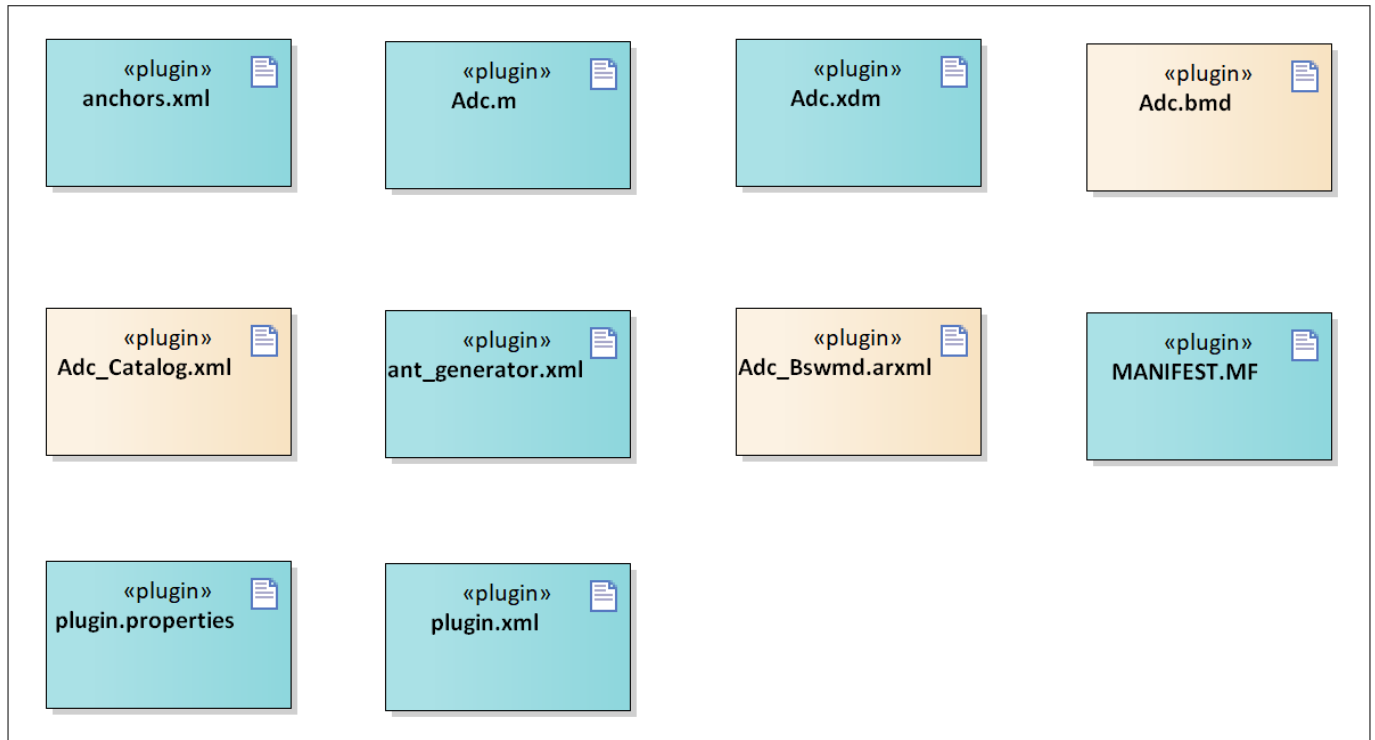 «plugin»
anchors.xml
«plugin»
Adc.m
«plugin»
Adc.xdm
«plugin»
Adc.bmd
«plugin»
Adc_Catalog.xml
«plugin»
ant_generator.xml
«plugin»
Adc_Bswmd.arxml
«plugin»
MANIFEST.MF
«plugin»
plugin.properties
«plugin»
plugin.xml